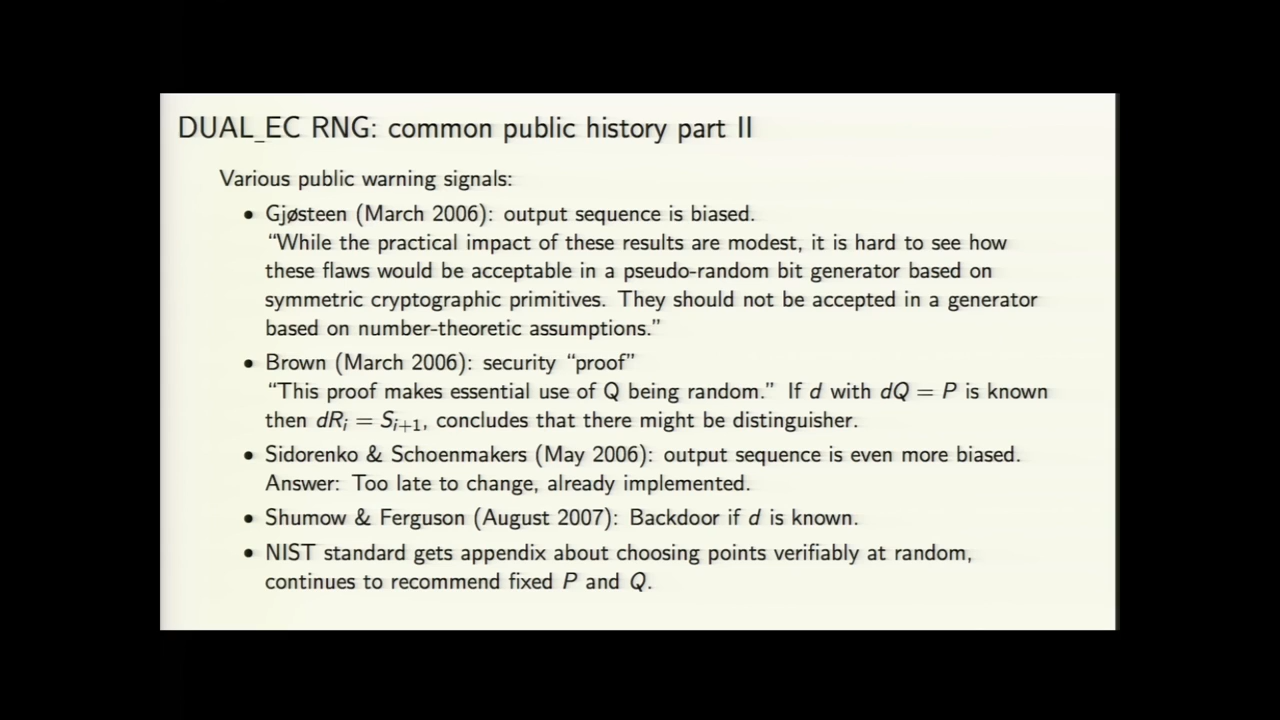 DUAL_EC RNG: common public history part II
Various public warning signals:
• Gjøsteen (March 2006): output sequence is biased.
“While the practical impact of these results are modest, it is hard to see how
these flaws would be acceptable in a pseudo-random bit generator based on
symmetric cryptographic primitives. They should not be accepted in a generator
based on number-theoretic assumptions.”
• Brown (March 2006): security “proof”
“This proof makes essential use of Q being random.” If d with dQ = P is known
then dRᵢ = Sᵢ₊₁, concludes that there might be distinguisher.
• Sidorenko & Schoenmakers (May 2006): output sequence is even more biased.
Answer: Too late to change, already implemented.
• Shumow & Ferguson (August 2007): Backdoor if d is known.
• NIST standard gets appendix about choosing points verifiably at random,
continues to recommend fixed P and Q.